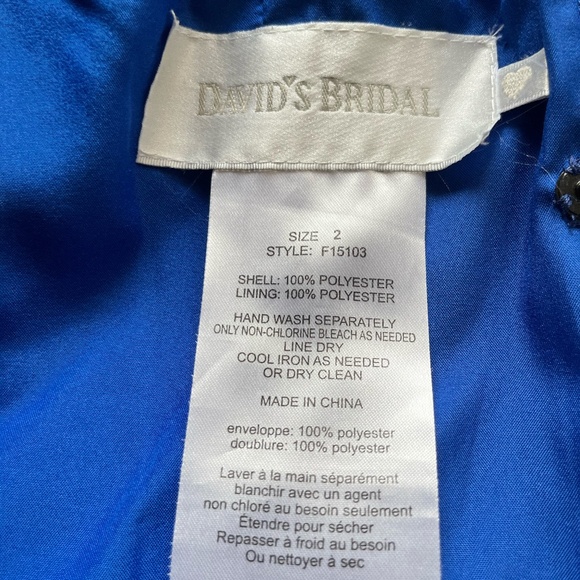 DAVID'S BRIDAL
SIZE 2
STYLE: F15103
SHELL: 100% POLYESTER
LINING: 100% POLYESTER
HAND WASH SEPARATELY
ONLY NON-CHLORINE BLEACH AS NEEDED
LINE DRY
COOL IRON AS NEEDED
OR DRY CLEAN
MADE IN CHINA
enveloppe: 100% polyester
doublure: 100% polyester
Laver à la main séparément
blanchir avec un agent
non chloré au besoin seulement
Étendre pour sécher
Repasser à froid au besoin
Ou nettoyer à sec